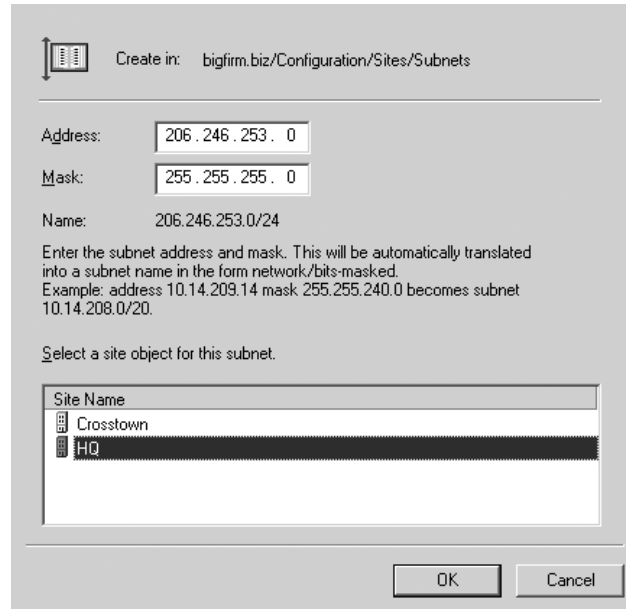 Create in: bigfirm.biz/Configuration/Sites/Subnets
Address: 206 . 246 . 253 . 0
Mask: 255 . 255 . 255 . 0
Name: 206.246.253.0/24
Enter the subnet address and mask. This will be automatically translated
into a subnet name in the form network/bits-masked.
Example: address 10.14.209.14 mask 255.255.240.0 becomes subnet
10.14.208.0/20.
Select a site object for this subnet.
Site Name
Crosstown
HQ
OK Cancel